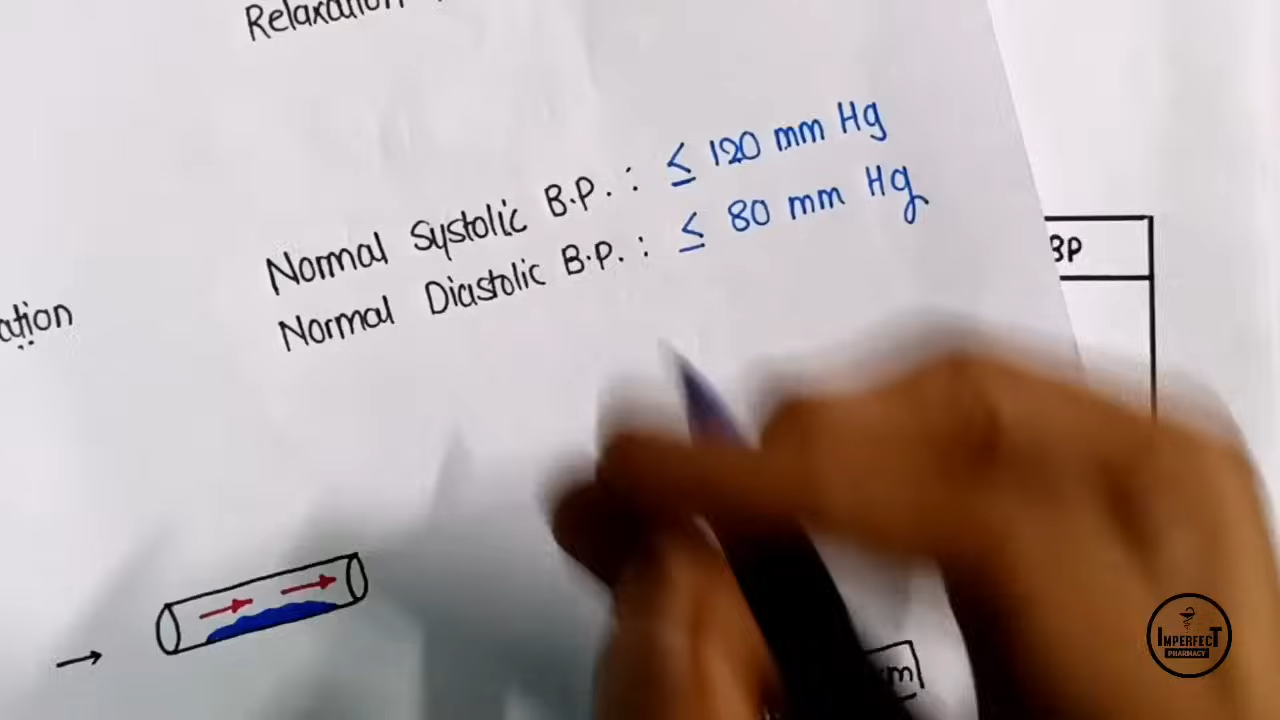 Relaxation
Normal Systolic B.P. : ≤ 120 mm Hg
Normal Diastolic B.P. : ≤ 80 mm Hg
BP
ation
IMPERFECT
PHARMACY